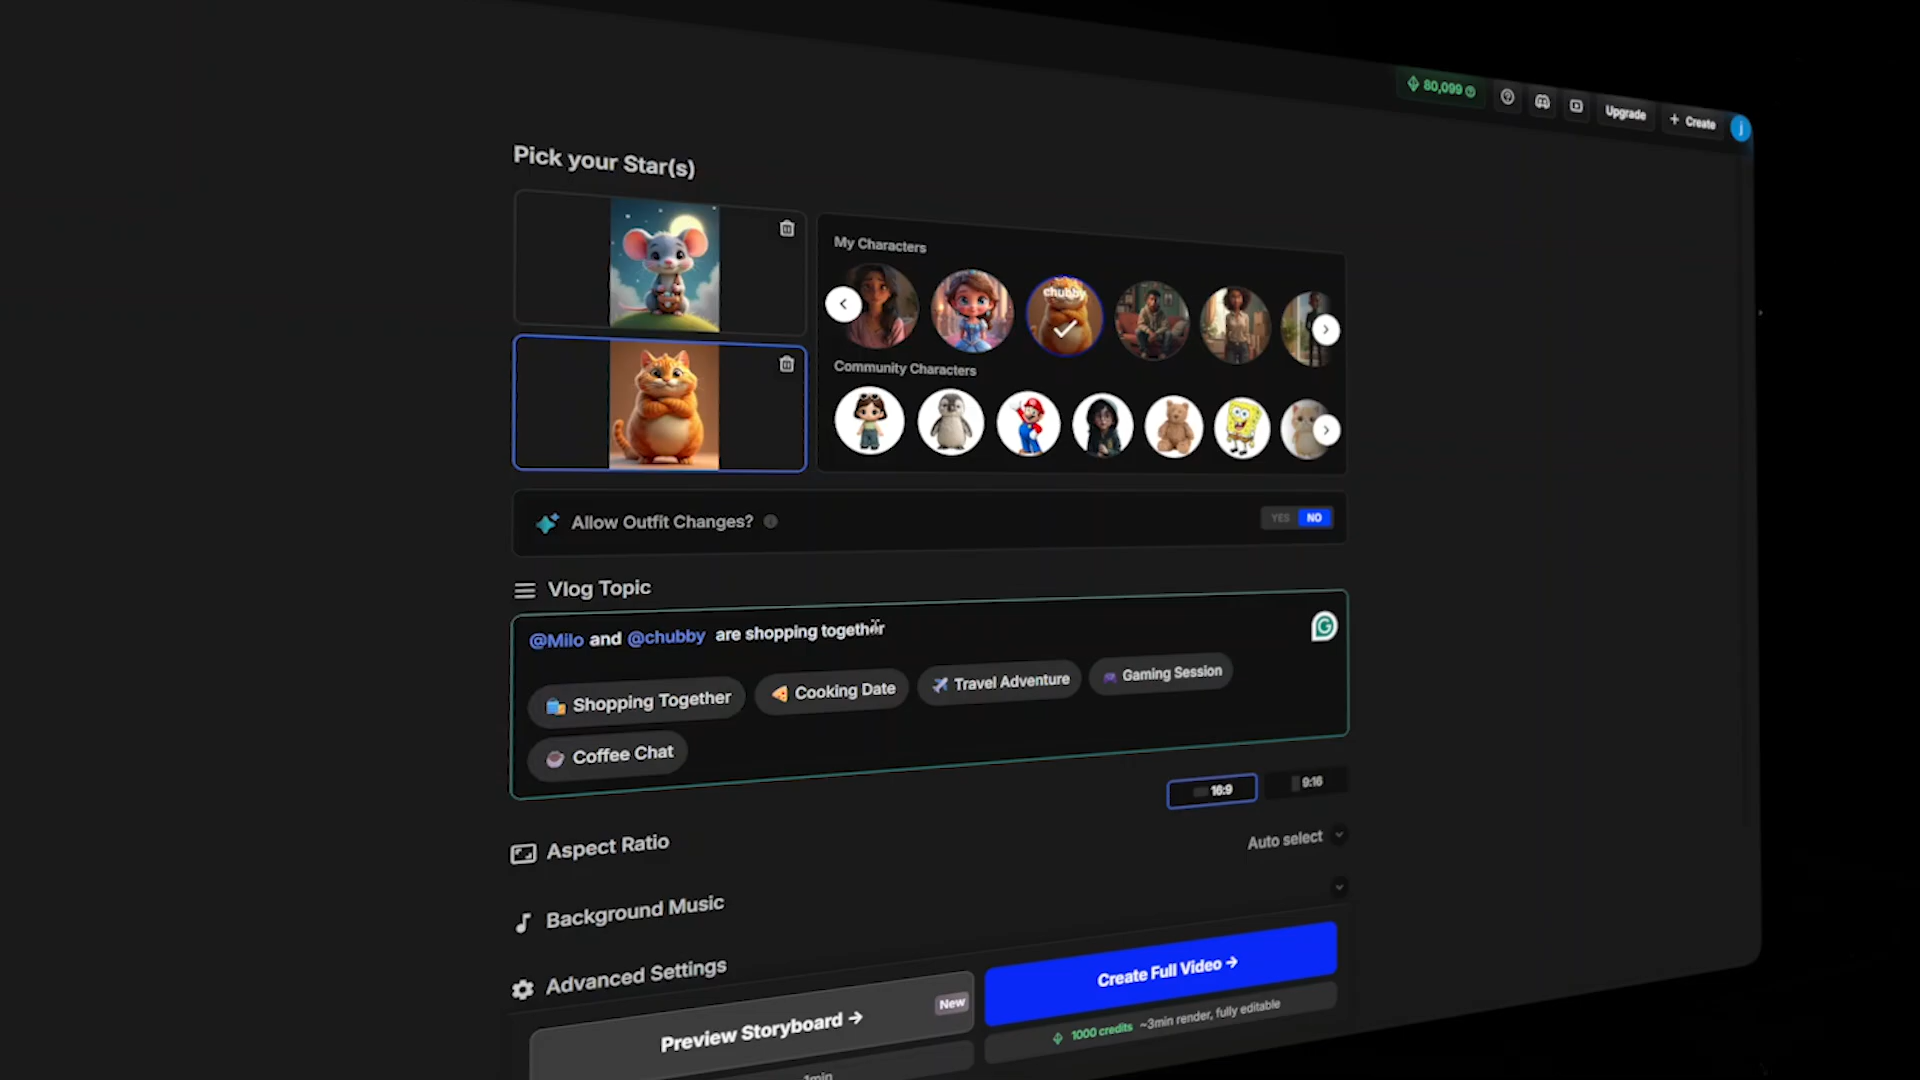 80,099
Upgrade
+ Create
j
Pick your Star(s)
My Characters
chubby
Community Characters
Allow Outfit Changes?
YES
NO
Vlog Topic
@Milo and @chubby are shopping together
Shopping Together
Cooking Date
Travel Adventure
Gaming Session
Coffee Chat
16:9
9:16
Aspect Ratio
Auto select
Background Music
Advanced Settings
Preview Storyboard →
New
Create Full Video →
1000 credits ~3min render, fully editable
1min